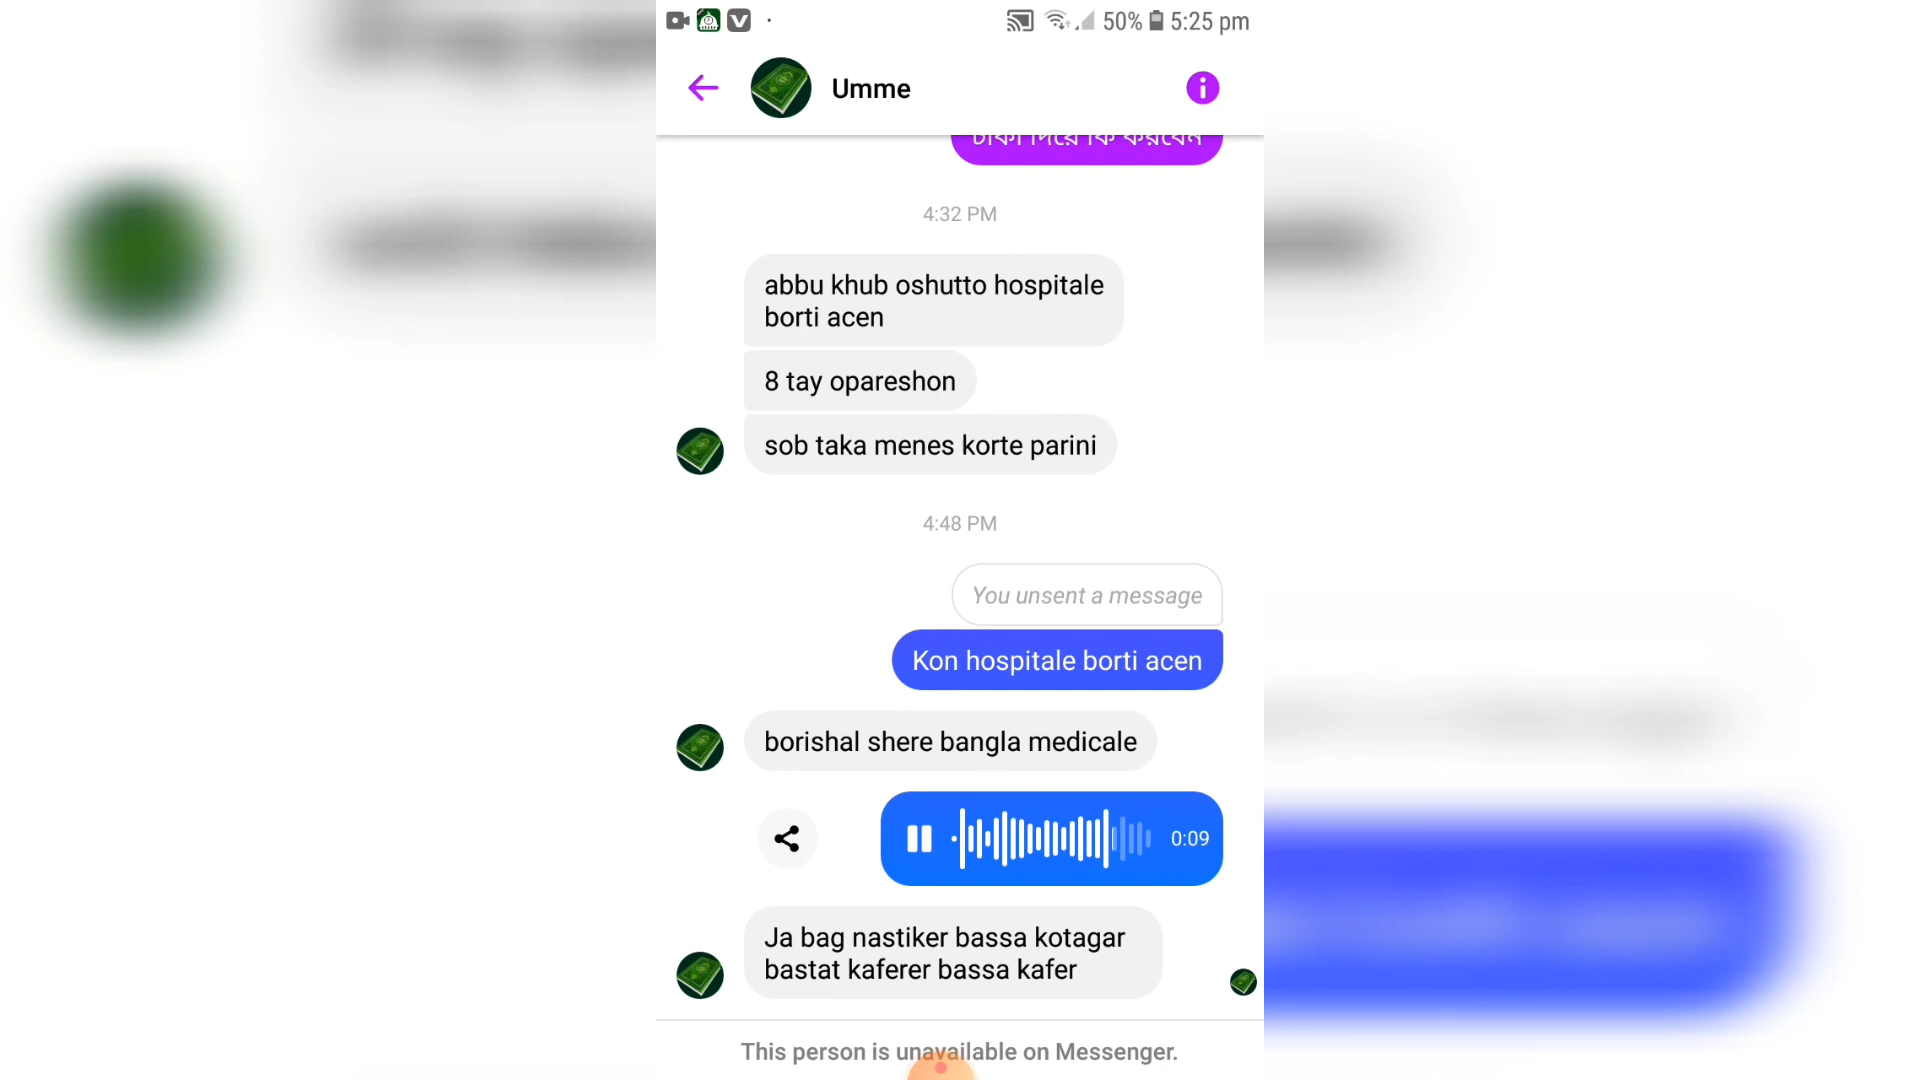 50% 5:25 pm
Umme
টাকা দিয়ে কি করবেন
4:32 PM
abbu khub oshutto hospitale
borti acen
8 tay opareshon
sob taka menes korte parini
4:48 PM
You unsent a message
Kon hospitale borti acen
borishal shere bangla medicale
0:09
Ja bag nastiker bassa kotagar
bastat kaferer bassa kafer
This person is unavailable on Messenger.